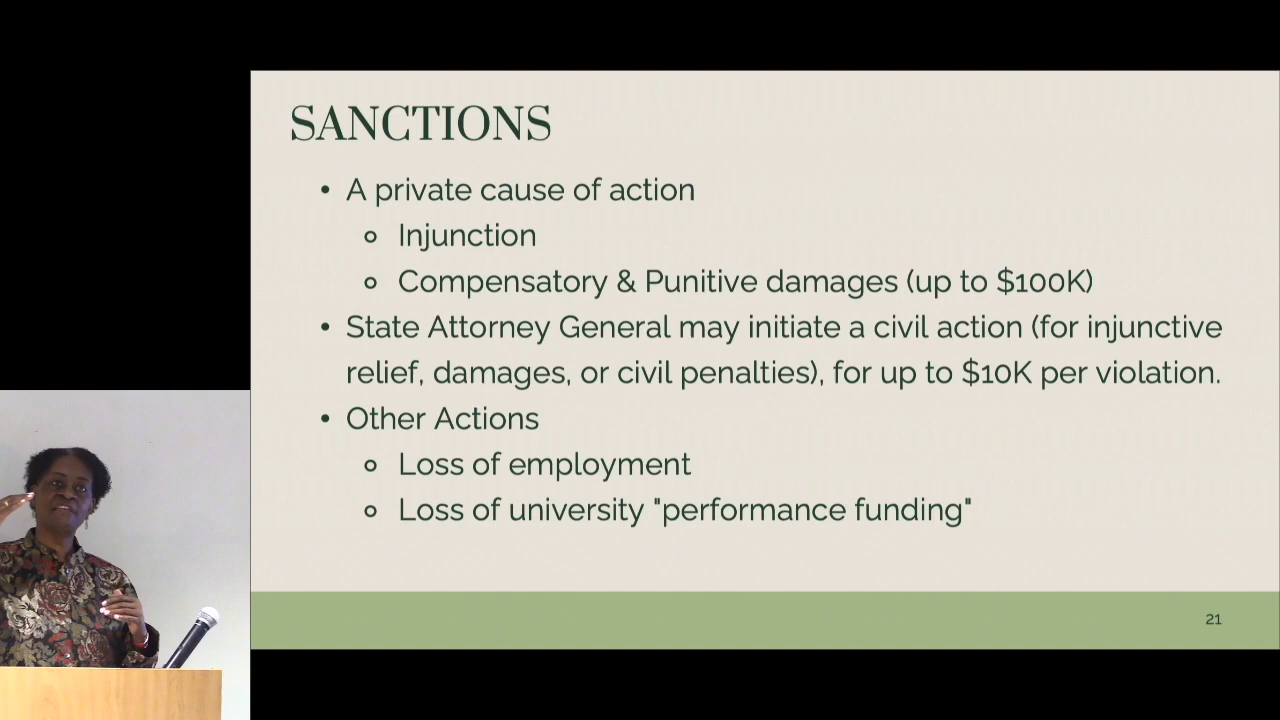 SANCTIONS
• A private cause of action
○ Injunction
○ Compensatory & Punitive damages (up to $100K)
• State Attorney General may initiate a civil action (for injunctive
relief, damages, or civil penalties), for up to $10K per violation.
• Other Actions
○ Loss of employment
○ Loss of university "performance funding"
21